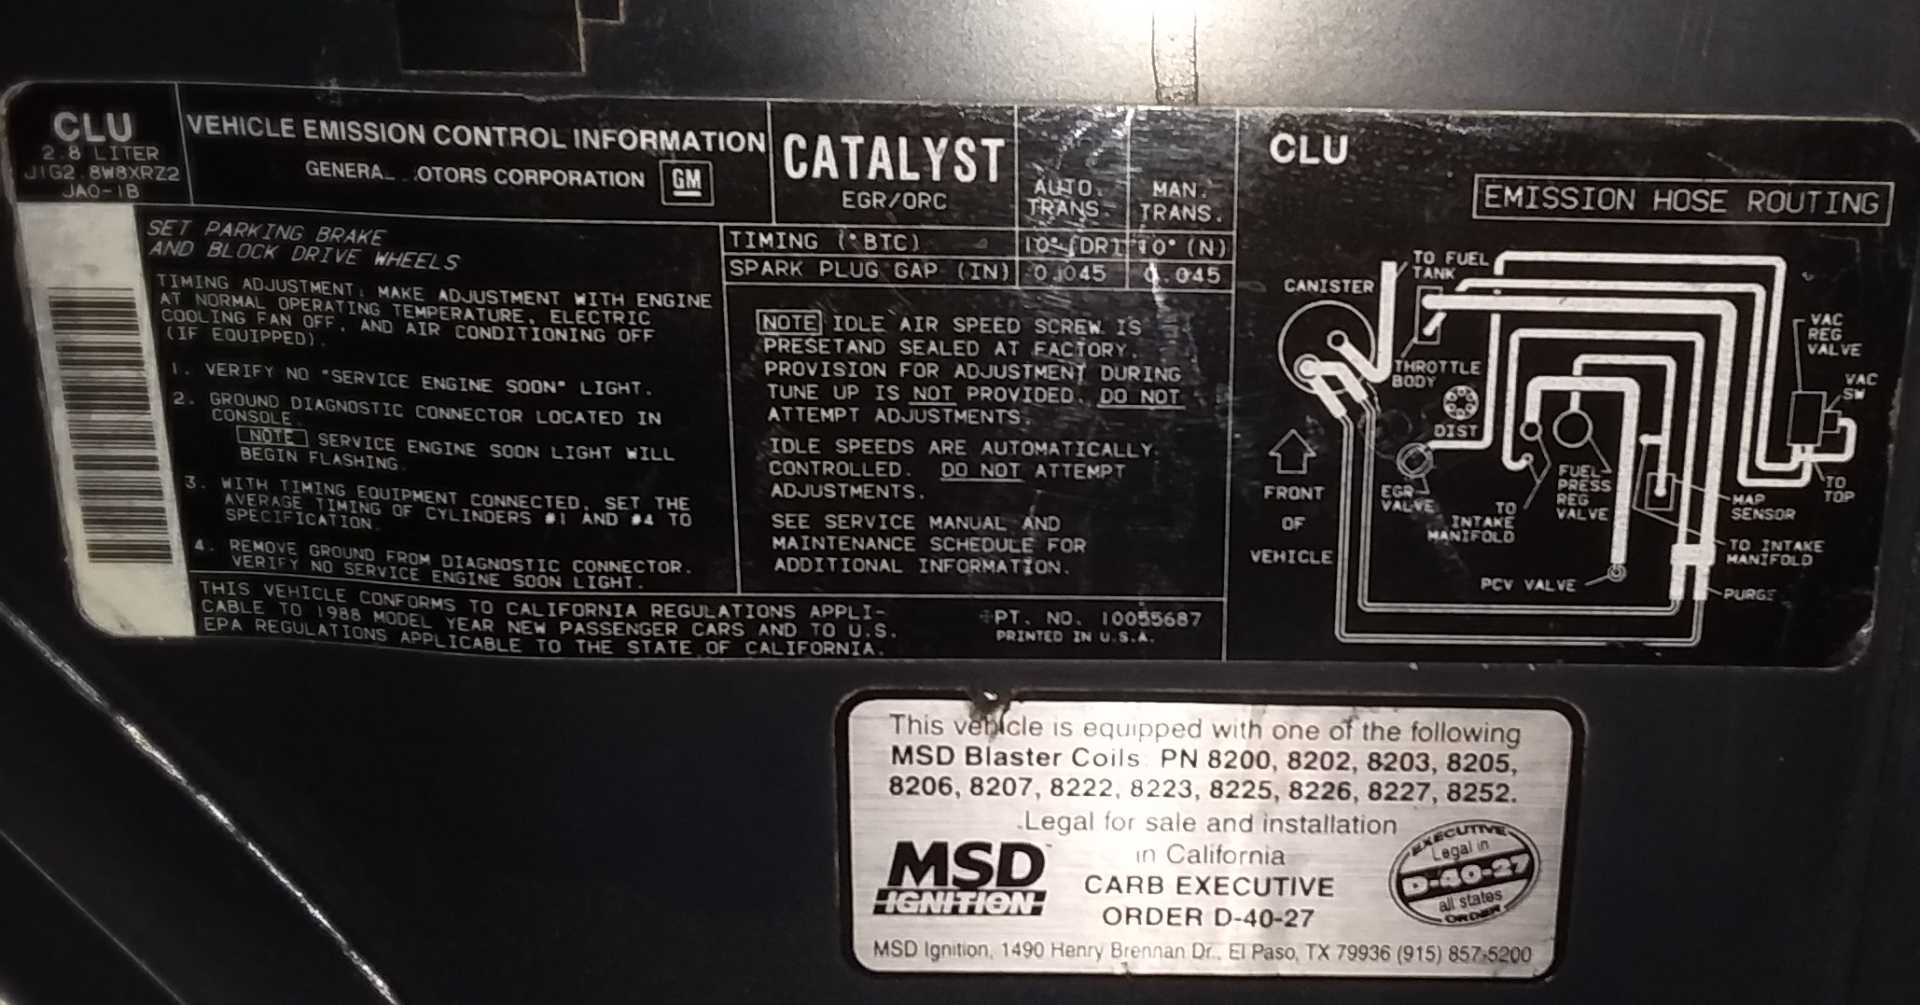 CLU
2.8 LITER
J1G2.8W8XRZ2
JAO-1B
VEHICLE EMISSION CONTROL INFORMATION
GENERA OTORS CORPORATION
GM
CATALYST
EGR/ORC
AUTO.
TRANS.
MAN.
TRANS.
TIMING (°BTC) 10° (DR) 10° (N)
SPARK PLUG GAP (IN) 0.045 0.045
SET PARKING BRAKE
AND BLOCK DRIVE WHEELS
TIMING ADJUSTMENT: MAKE ADJUSTMENT WITH ENGINE
AT NORMAL OPERATING TEMPERATURE, ELECTRIC
COOLING FAN OFF, AND AIR CONDITIONING OFF
(IF EQUIPPED).
1. VERIFY NO "SERVICE ENGINE SOON" LIGHT.
2. GROUND DIAGNOSTIC CONNECTOR LOCATED IN
CONSOLE.
NOTE SERVICE ENGINE SOON LIGHT WILL
BEGIN FLASHING.
3. WITH TIMING EQUIPMENT CONNECTED, SET THE
AVERAGE TIMING OF CYLINDERS #1 AND #4 TO
SPECIFICATION.
4. REMOVE GROUND FROM DIAGNOSTIC CONNECTOR.
VERIFY NO SERVICE ENGINE SOON LIGHT.
NOTE IDLE AIR SPEED SCREW IS
PRESETAND SEALED AT FACTORY.
PROVISION FOR ADJUSTMENT DURING
TUNE UP IS NOT PROVIDED. DO NOT
ATTEMPT ADJUSTMENTS.
IDLE SPEEDS ARE AUTOMATICALLY
CONTROLLED. DO NOT ATTEMPT
ADJUSTMENTS.
SEE SERVICE MANUAL AND
MAINTENANCE SCHEDULE FOR
ADDITIONAL INFORMATION.
THIS VEHICLE CONFORMS TO CALIFORNIA REGULATIONS APPLI-
CABLE TO 1988 MODEL YEAR NEW PASSENGER CARS AND TO U.S.
EPA REGULATIONS APPLICABLE TO THE STATE OF CALIFORNIA.
PT. NO. 10055687
PRINTED IN U.S.A.
CLU
EMISSION HOSE ROUTING
TO FUEL
TANK
CANISTER
VAC
REG
VALVE
THROTTLE
BODY
VAC
SW
DIST
FRONT
OF
VEHICLE
EGR
VALVE
TO
INTAKE
MANIFOLD
FUEL
PRESS
REG
VALVE
MAP
SENSOR
TO
TOP
TO INTAKE
MANIFOLD
PCV VALVE
PURGE
This vehicle is equipped with one of the following
MSD Blaster Coils: PN 8200, 8202, 8203, 8205,
8206, 8207, 8222, 8223, 8225, 8226, 8227, 8252.
Legal for sale and installation
in California
CARB EXECUTIVE
ORDER D-40-27
MSD
IGNITION
EXECUTIVE
Legal in
D-40-27
all states
ORDER
MSD Ignition, 1490 Henry Brennan Dr., El Paso, TX 79936 (915) 857-5200